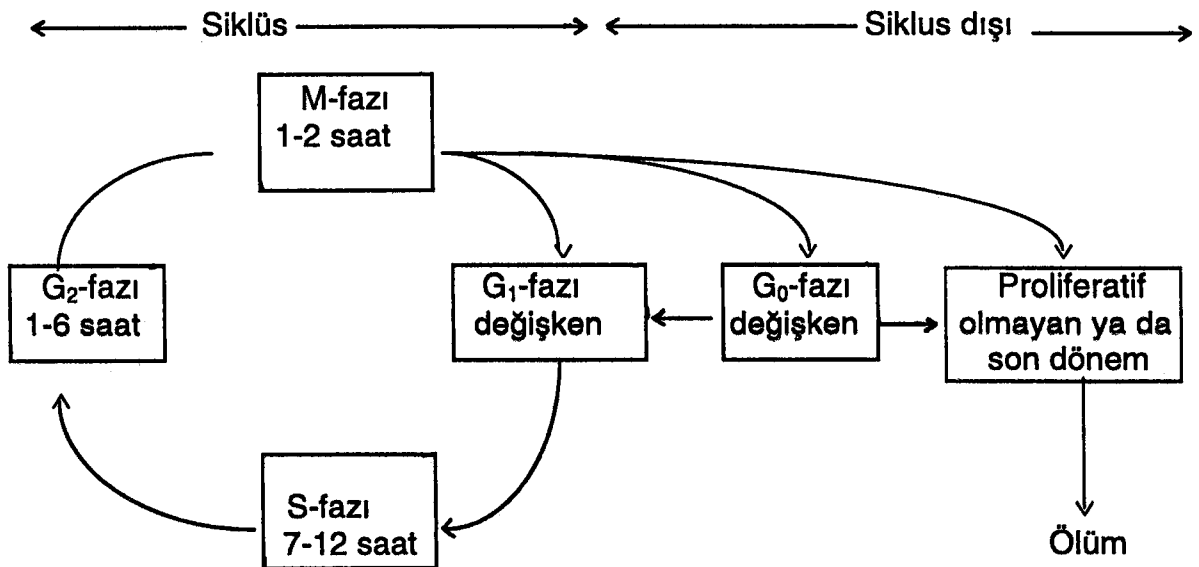 Siklüs
Siklus dışı
M-fazı
1-2 saat
G₂-fazı
1-6 saat
G₁-fazı
değişken
G₀-fazı
değişken
Proliferatif
olmayan ya da
son dönem
S-fazı
7-12 saat
Ölüm